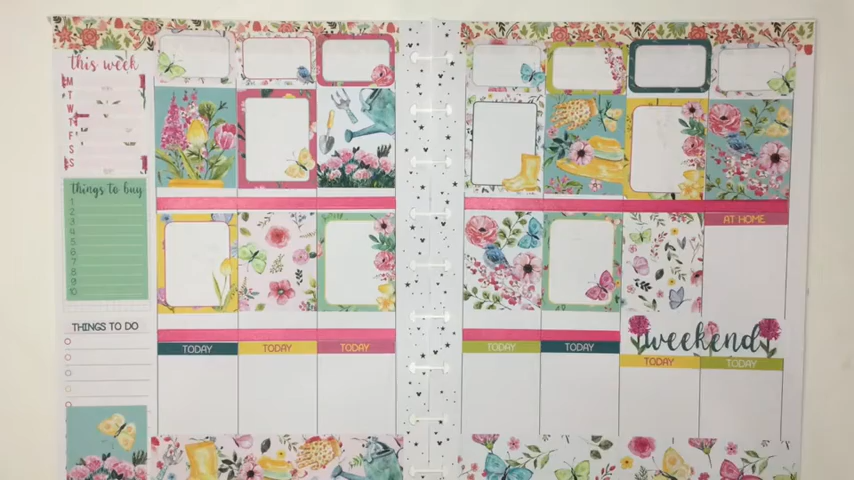 this week
M
T
W
T
F
S
S
Things to buy
1
2
3
4
5
6
7
8
9
10
THINGS TO DO
AT HOME
weekend
TODAY
TODAY
TODAY
TODAY
TODAY
TODAY
TODAY